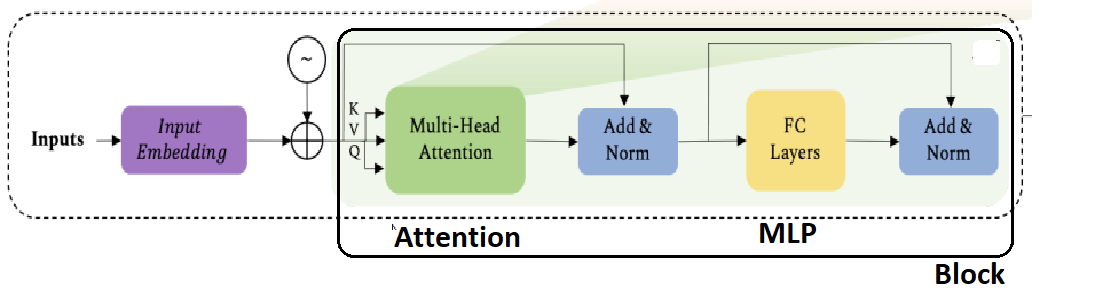 ~
Inputs
Input
Embedding
K
V
Q
Multi-Head
Attention
Add &
Norm
FC
Layers
Add &
Norm
Attention
MLP
Block